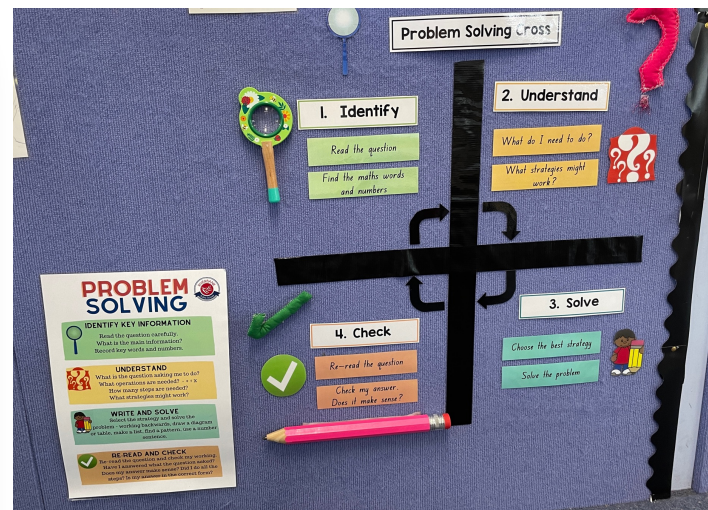 Problem Solving Cross
1. Identify
Read the question
Find the maths words
and numbers
2. Understand
What do I need to do?
What strategies might
work?
3. Solve
Choose the best strategy
Solve the problem
4. Check
Re-read the question
Check my answer.
Does it make sense?
PROBLEM
SOLVING
IDENTIFY KEY INFORMATION
Read the question carefully.
What is the main information?
Record key words and numbers.
UNDERSTAND
What is the question asking me to do?
What operations are needed? - + ÷ x
How many steps are needed?
What strategies might work?
WRITE AND SOLVE
Select the strategy and solve the
problem - working backwards, draw a diagram
or table, make a list, find a pattern, use a number
sentence.
RE-READ AND CHECK
Re-read the question and check my working.
Have I answered what the question asked?
Does my answer make sense? Did I do all the
steps? Is my answer in the correct form?